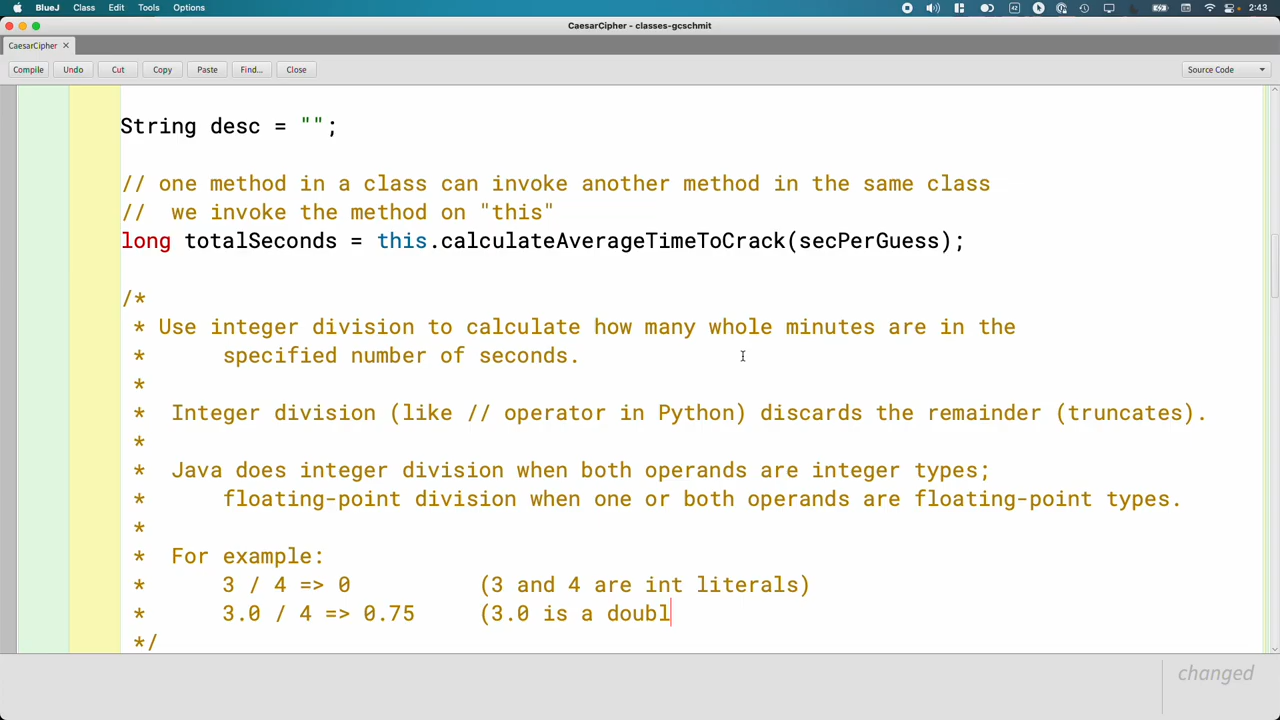 BlueJ Class Edit Tools Options 42 2:43
CaesarCipher - classes-gcschmit
CaesarCipher ×
Compile Undo Cut Copy Paste Find... Close Source Code
String desc = "";
// one method in a class can invoke another method in the same class
//  we invoke the method on "this"
long totalSeconds = this.calculateAverageTimeToCrack(secPerGuess);
/*
 * Use integer division to calculate how many whole minutes are in the
 *      specified number of seconds.
 *
 *  Integer division (like // operator in Python) discards the remainder (truncates).
 *
 *  Java does integer division when both operands are integer types;
 *      floating-point division when one or both operands are floating-point types.
 *
 *  For example:
 *      3 / 4 => 0          (3 and 4 are int literals)
 *      3.0 / 4 => 0.75     (3.0 is a doubl
 */
changed